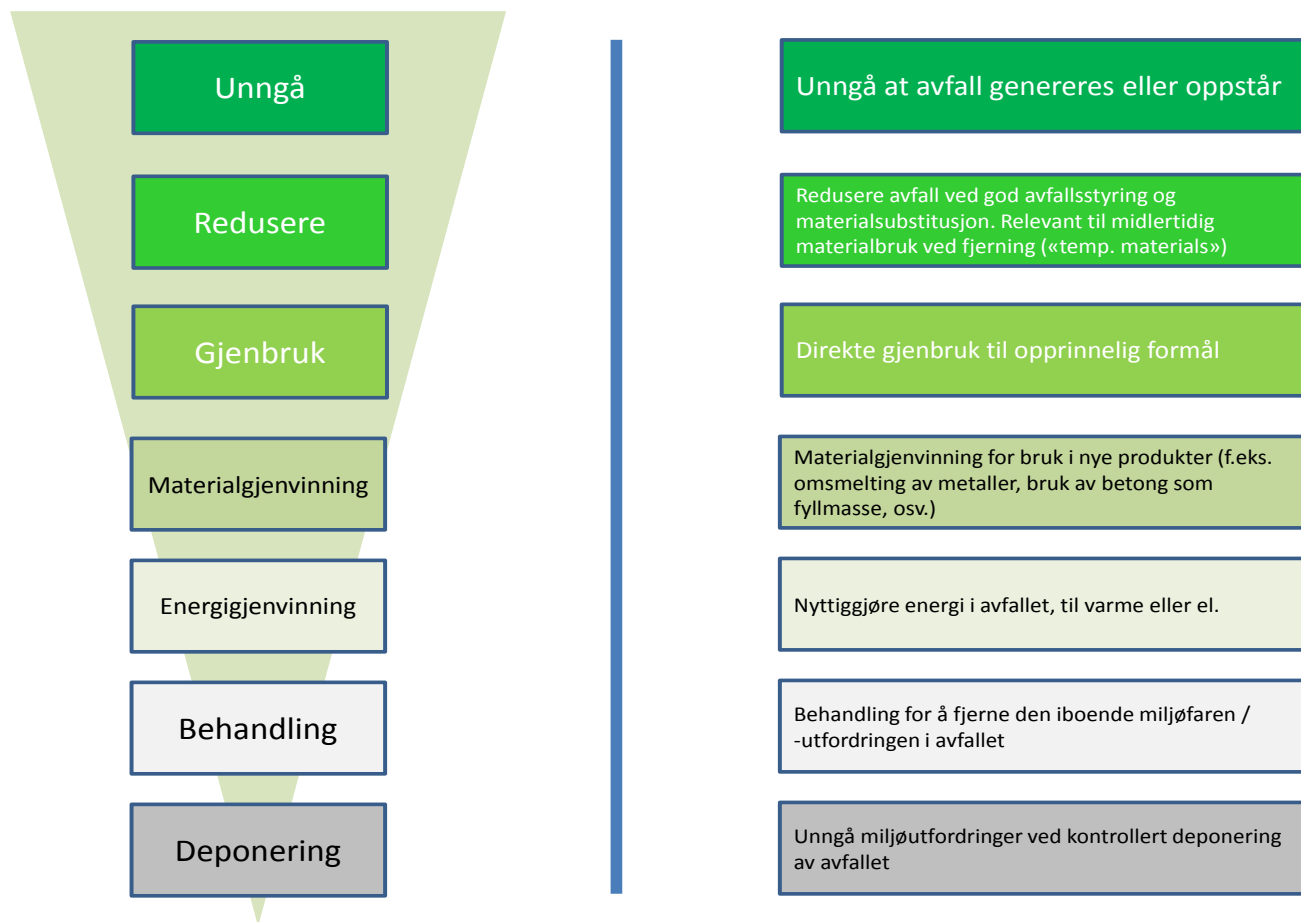 Unngå
Unngå at avfall genereres eller oppstår
Redusere
Redusere avfall ved god avfallsstyring og
materialsubstitusjon. Relevant til midlertidig
materialbruk ved fjerning («temp. materials»)
Gjenbruk
Direkte gjenbruk til opprinnelig formål
Materialgjenvinning
Materialgjenvinning for bruk i nye produkter (f.eks.
omsmelting av metaller, bruk av betong som
fyllmasse, osv.)
Energigjenvinning
Nyttiggjøre energi i avfallet, til varme eller el.
Behandling
Behandling for å fjerne den iboende miljøfaren /
-utfordringen i avfallet
Deponering
Unngå miljøutfordringer ved kontrollert deponering
av avfallet